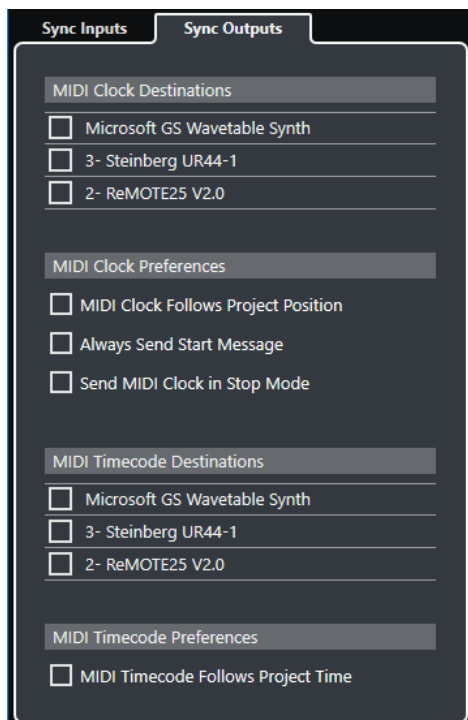 Sync Inputs
Sync Outputs
MIDI Clock Destinations
Microsoft GS Wavetable Synth
3- Steinberg UR44-1
2- ReMOTE25 V2.0
MIDI Clock Preferences
MIDI Clock Follows Project Position
Always Send Start Message
Send MIDI Clock in Stop Mode
MIDI Timecode Destinations
Microsoft GS Wavetable Synth
3- Steinberg UR44-1
2- ReMOTE25 V2.0
MIDI Timecode Preferences
MIDI Timecode Follows Project Time